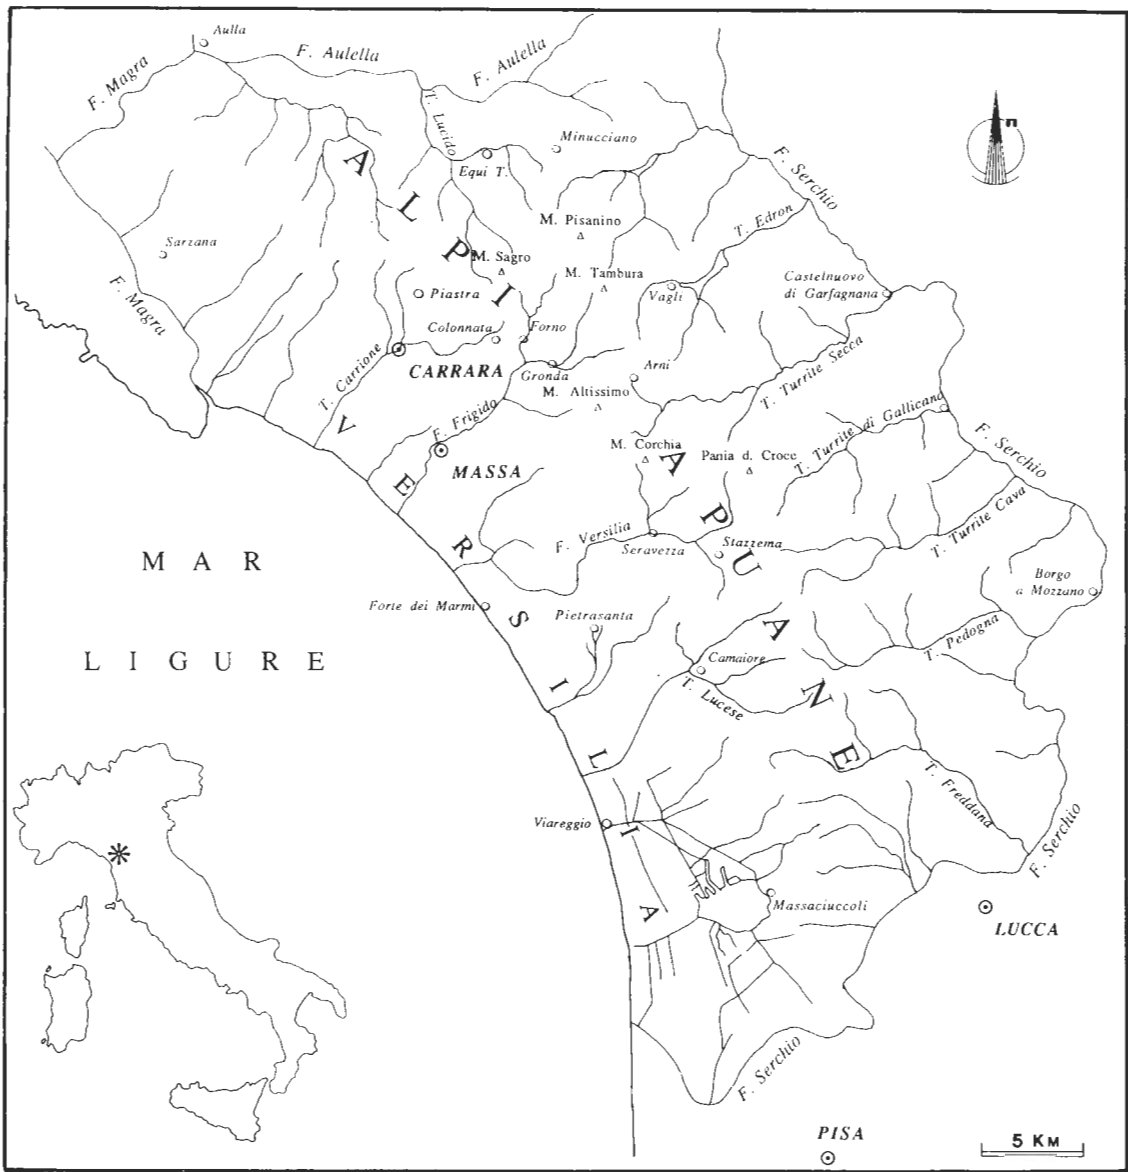 Aulla
F. Aulella
F. Aulella
F. Magra
T. Lucido
Minucciano
Equi T.
F. Serchio
n
ALPI
M. Pisanino
T. Edron
Sarzana
M. Sagro
M. Tambura
F. Magra
Piastra
Vagli
Castelnuovo
di Garfagnana
Colonnata
Forno
T. Carrione
CARRARA
Gronda
Arni
T. Turrite Secca
M. Altissimo
F. Frigido
T. Turrite di Gallicano
M. Corchia
Pania d. Croce
F. Serchio
MASSA
VERSILIA
APUANE
T. Turrite Cava
F. Versilia
Seravezza
Stazzema
MAR
LIGURE
Borgo
a Mozzano
Forte dei Marmi
Pietrasanta
T. Pedogna
Camaiore
T. Lucese
T. Freddana
Viareggio
F. Serchio
Massaciuccoli
LUCCA
F. Serchio
PISA
5 KM